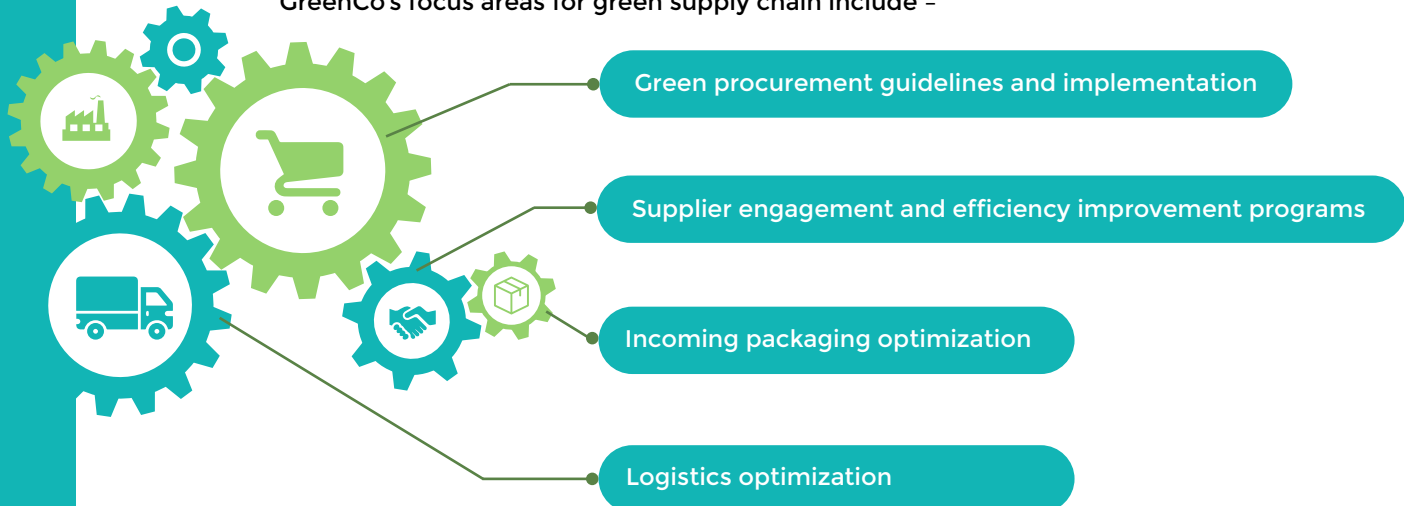 GreenCo's focus areas for green supply chain include –
Green procurement guidelines and implementation
Supplier engagement and efficiency improvement programs
Incoming packaging optimization
Logistics optimization